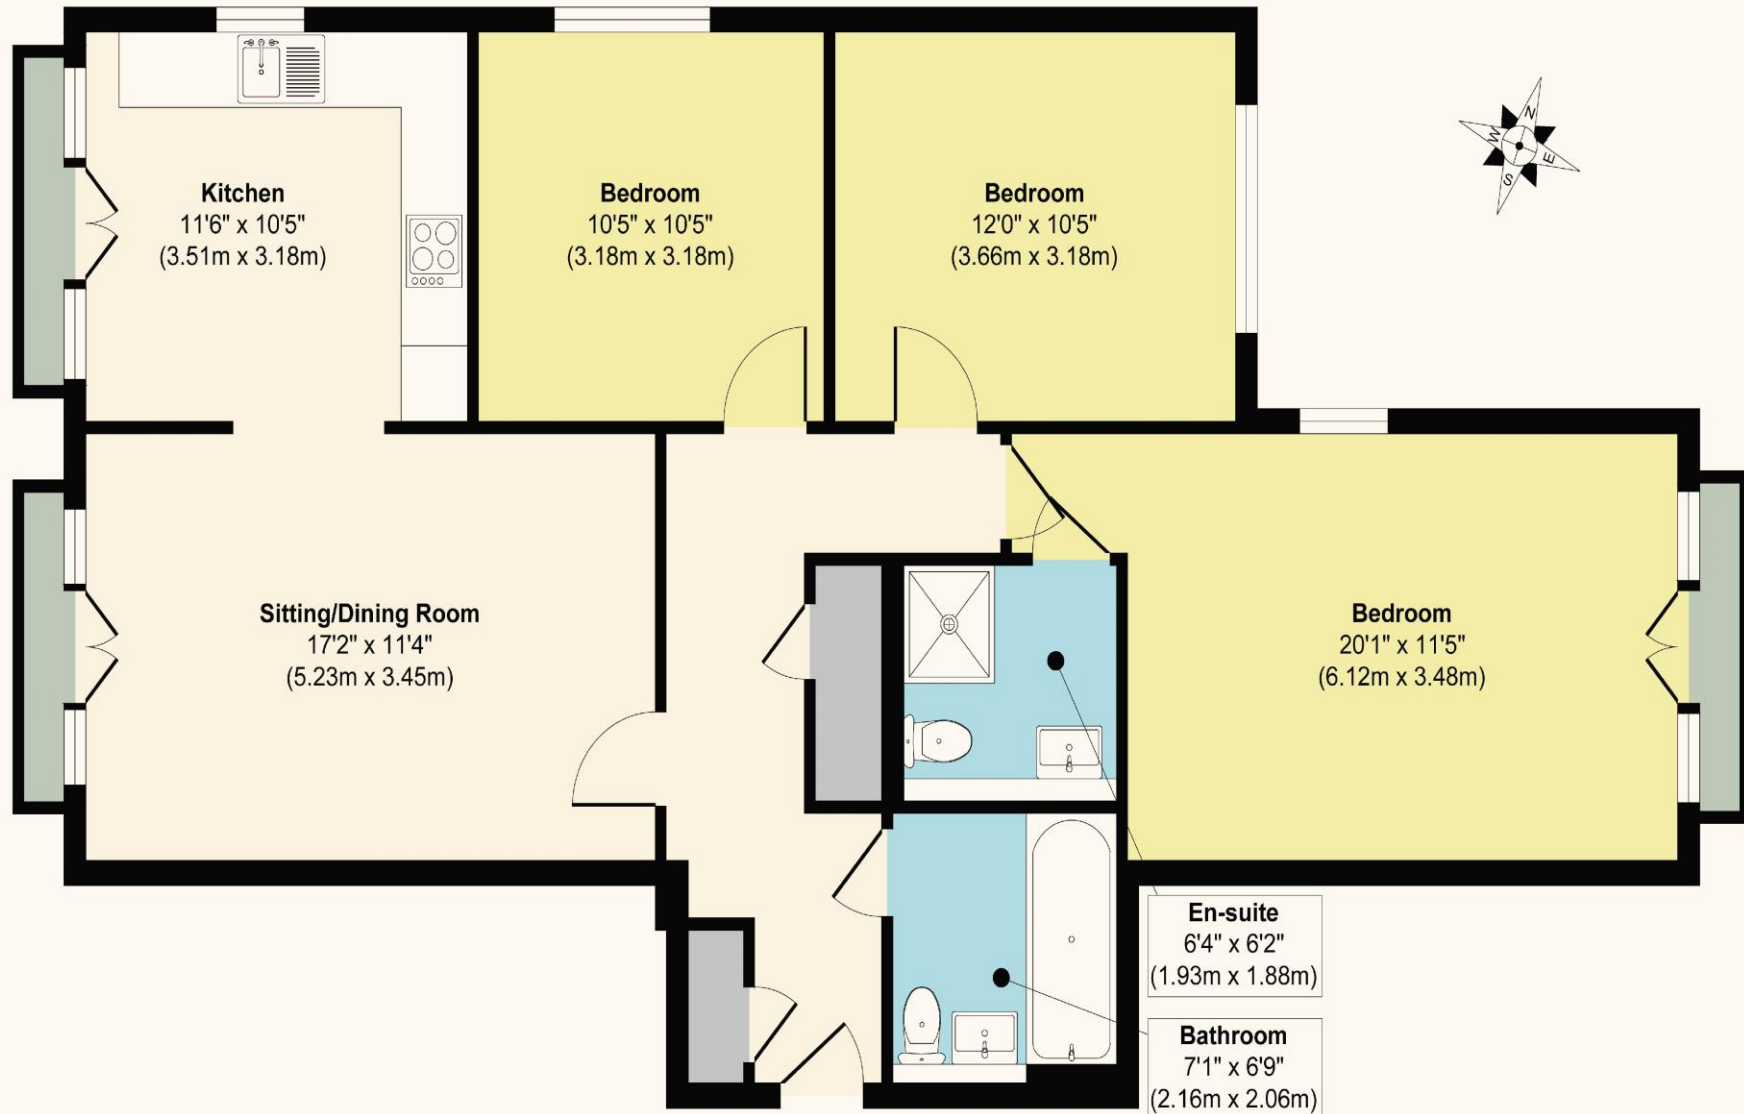 Kitchen
11'6" x 10'5"
(3.51m x 3.18m)
Bedroom
10'5" x 10'5"
(3.18m x 3.18m)
Bedroom
12'0" x 10'5"
(3.66m x 3.18m)
N
W
E
S
Sitting/Dining Room
17'2" x 11'4"
(5.23m x 3.45m)
Bedroom
20'1" x 11'5"
(6.12m x 3.48m)
En-suite
6'4" x 6'2"
(1.93m x 1.88m)
Bathroom
7'1" x 6'9"
(2.16m x 2.06m)